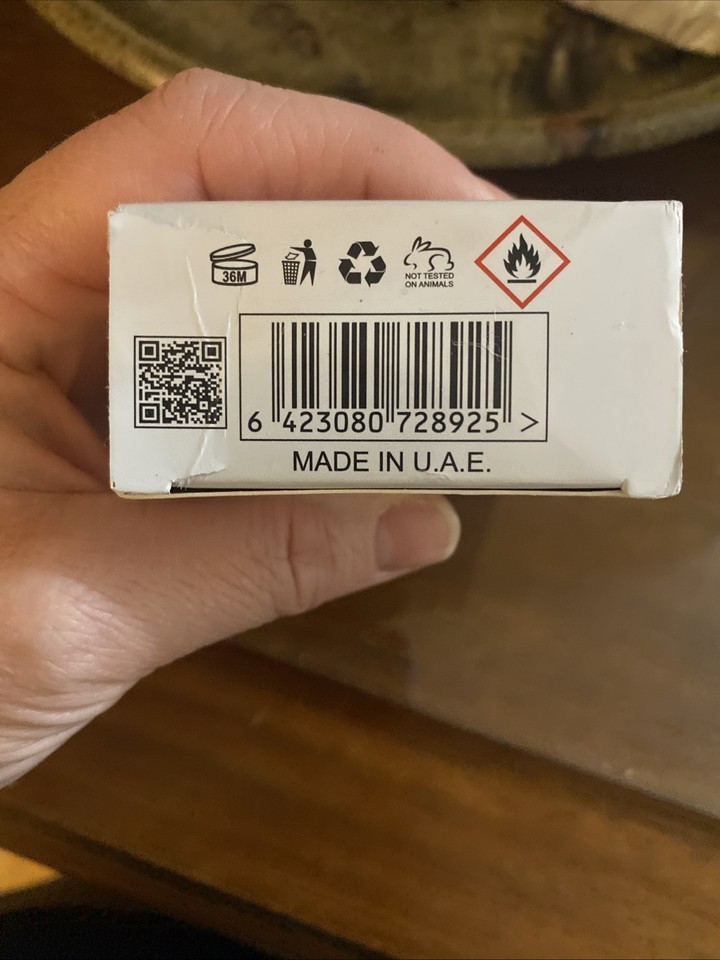 36M
NOT TESTED
ON ANIMALS
6 423080 728925 >
MADE IN U.A.E.